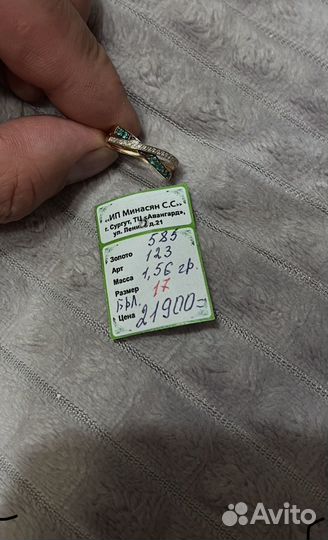 „ИП Минасян С.С."
г. Сургут, ТЦ «Авангард»,
ул. Ленина д.21
Золото 585
Арт 123
Масса 1,56 гр.
Размер 17
Брл.
Цена 21900=
Avito